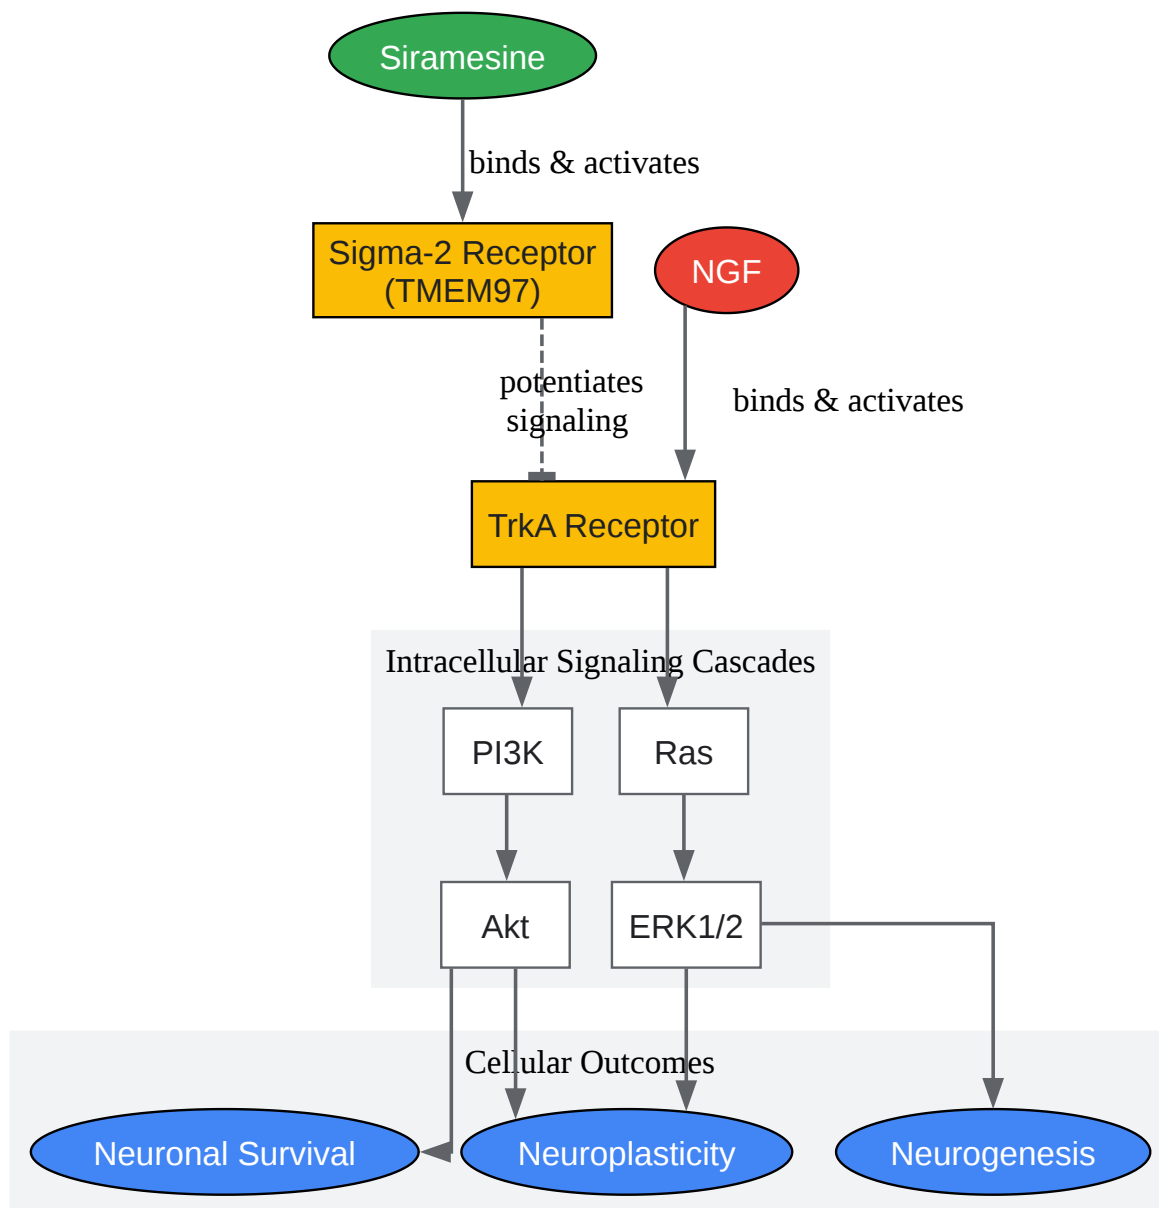 Siramesine
binds & activates
Sigma-2 Receptor
(TMEM97)
NGF
potentiates
signaling
binds & activates
TrkA Receptor
Intracellular Signaling Cascades
PI3K
Ras
Akt
ERK1/2
Cellular Outcomes
Neuronal Survival
Neuroplasticity
Neurogenesis